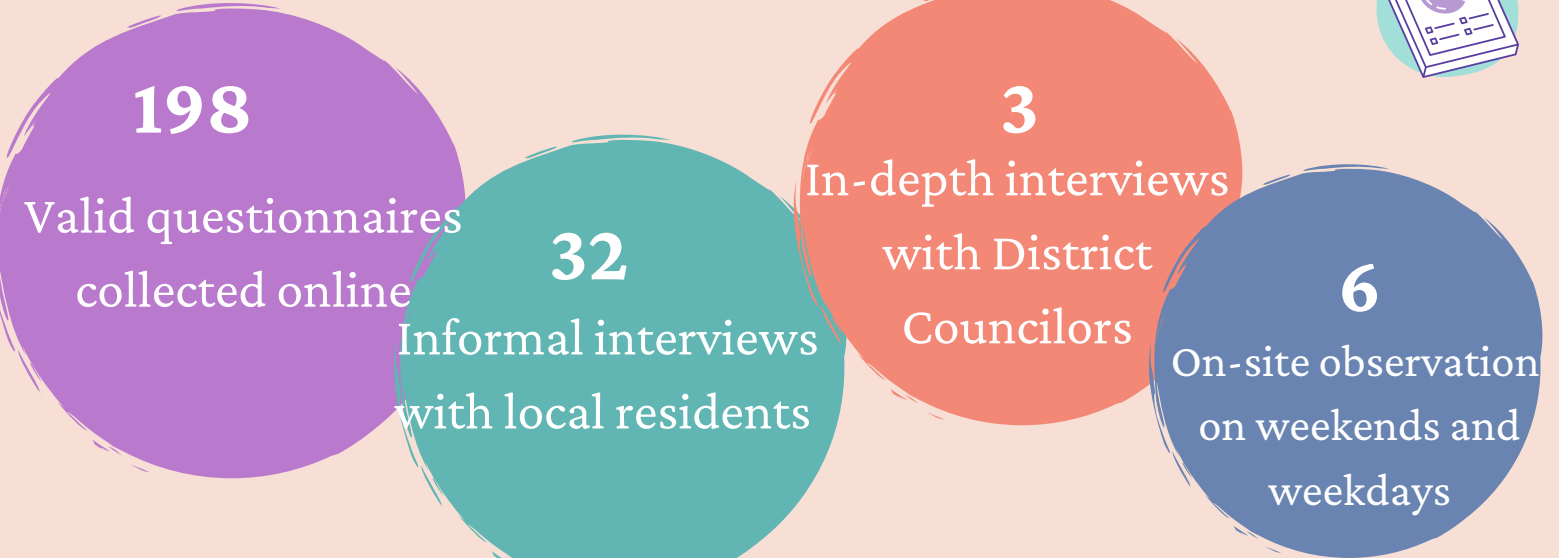 198
Valid questionnaires
collected online
32
Informal interviews
with local residents
3
In-depth interviews
with District
Councilors
6
On-site observation
on weekends and
weekdays